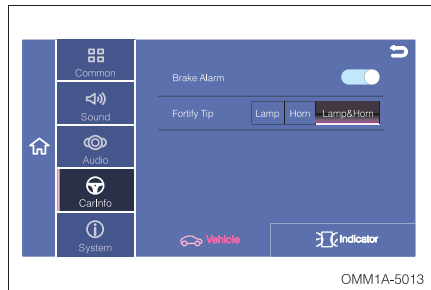 Common
Brake Alarm
Sound
Fortify Tip
Lamp
Horn
Lamp&Horn
Audio
CarInfo
System
Vehicle
Indicator
OMM1A-5013